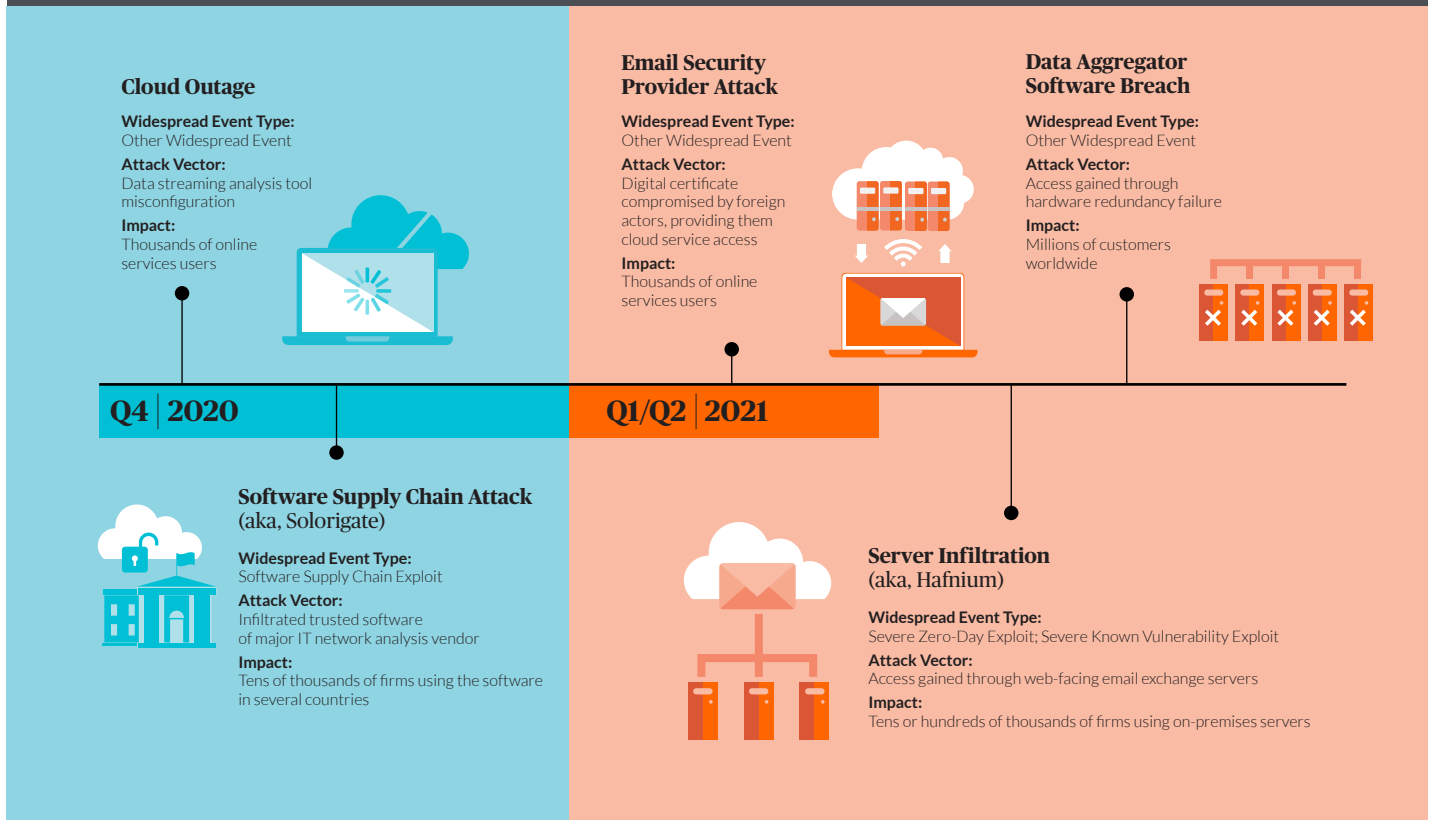 Cloud Outage
Widespread Event Type:
Other Widespread Event
Attack Vector:
Data streaming analysis tool
misconfiguration
Impact:
Thousands of online
services users
Email Security
Provider Attack
Widespread Event Type:
Other Widespread Event
Attack Vector:
Digital certificate
compromised by foreign
actors, providing them
cloud service access
Impact:
Thousands of online
services users
Data Aggregator
Software Breach
Widespread Event Type:
Other Widespread Event
Attack Vector:
Access gained through
hardware redundancy failure
Impact:
Millions of customers
worldwide
Q4 | 2020
Q1/Q2 | 2021
Software Supply Chain Attack
(aka, Solorigate)
Widespread Event Type:
Software Supply Chain Exploit
Attack Vector:
Infiltrated trusted software
of major IT network analysis vendor
Impact:
Tens of thousands of firms using the software
in several countries
Server Infiltration
(aka, Hafnium)
Widespread Event Type:
Severe Zero-Day Exploit; Severe Known Vulnerability Exploit
Attack Vector:
Access gained through web-facing email exchange servers
Impact:
Tens or hundreds of thousands of firms using on-premises servers